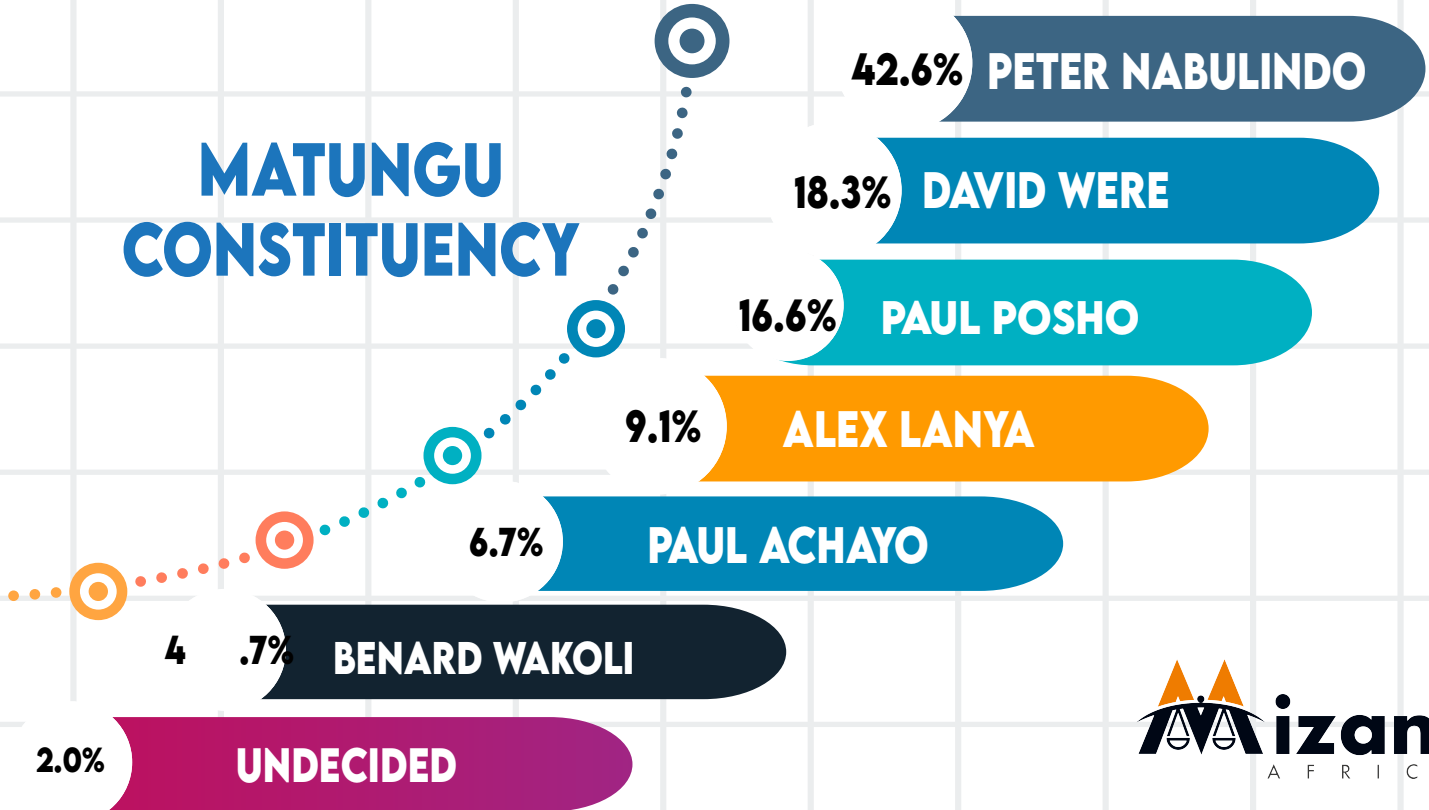 MATUNGU
CONSTITUENCY
42.6% PETER NABULINDO
18.3% DAVID WERE
16.6% PAUL POSHO
9.1% ALEX LANYA
6.7% PAUL ACHAYO
4 .7% BENARD WAKOLI
2.0% UNDECIDED
Mizan
AFRIC